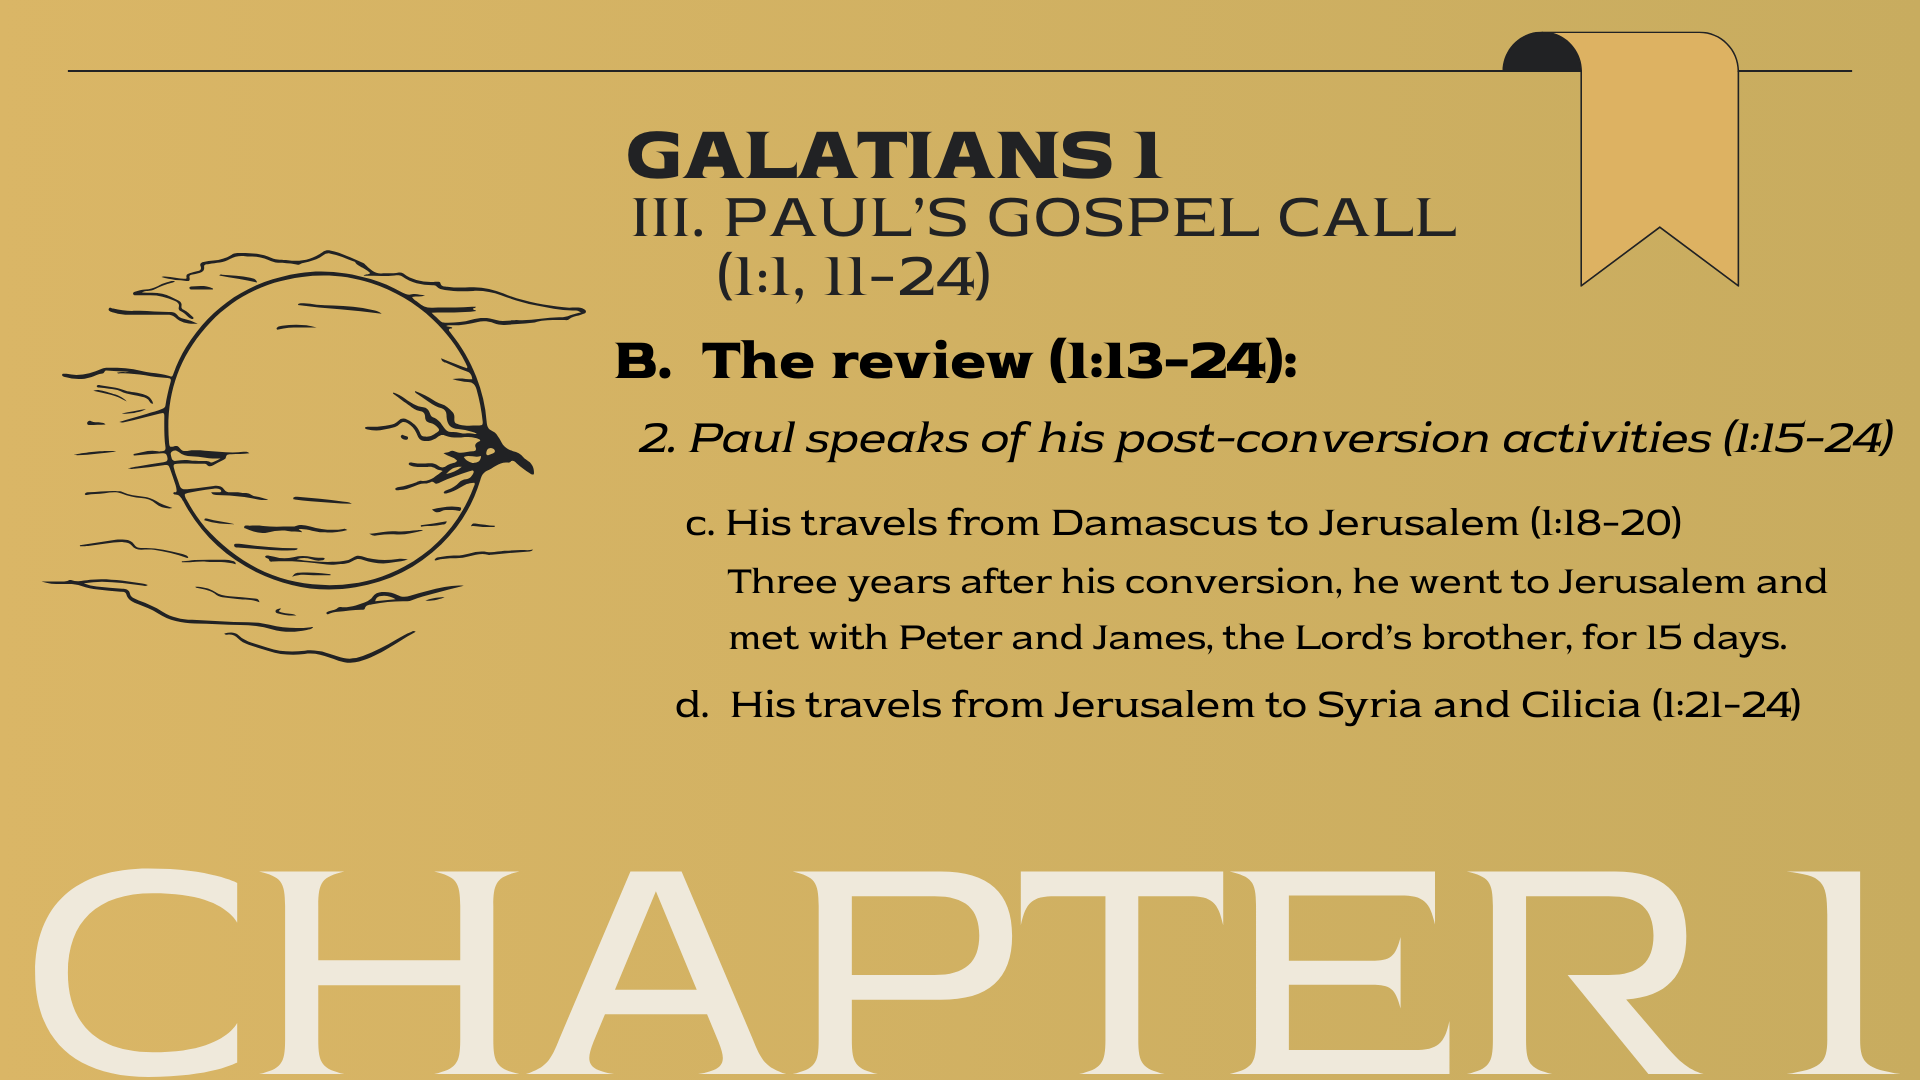 GALATIANS 1
III. PAUL’S GOSPEL CALL
(1:1, 11-24)
B. The review (1:13-24):
2. Paul speaks of his post-conversion activities (1:15-24)
c. His travels from Damascus to Jerusalem (1:18-20)
Three years after his conversion, he went to Jerusalem and
met with Peter and James, the Lord’s brother, for 15 days.
d. His travels from Jerusalem to Syria and Cilicia (1:21-24)
CHAPTER 1